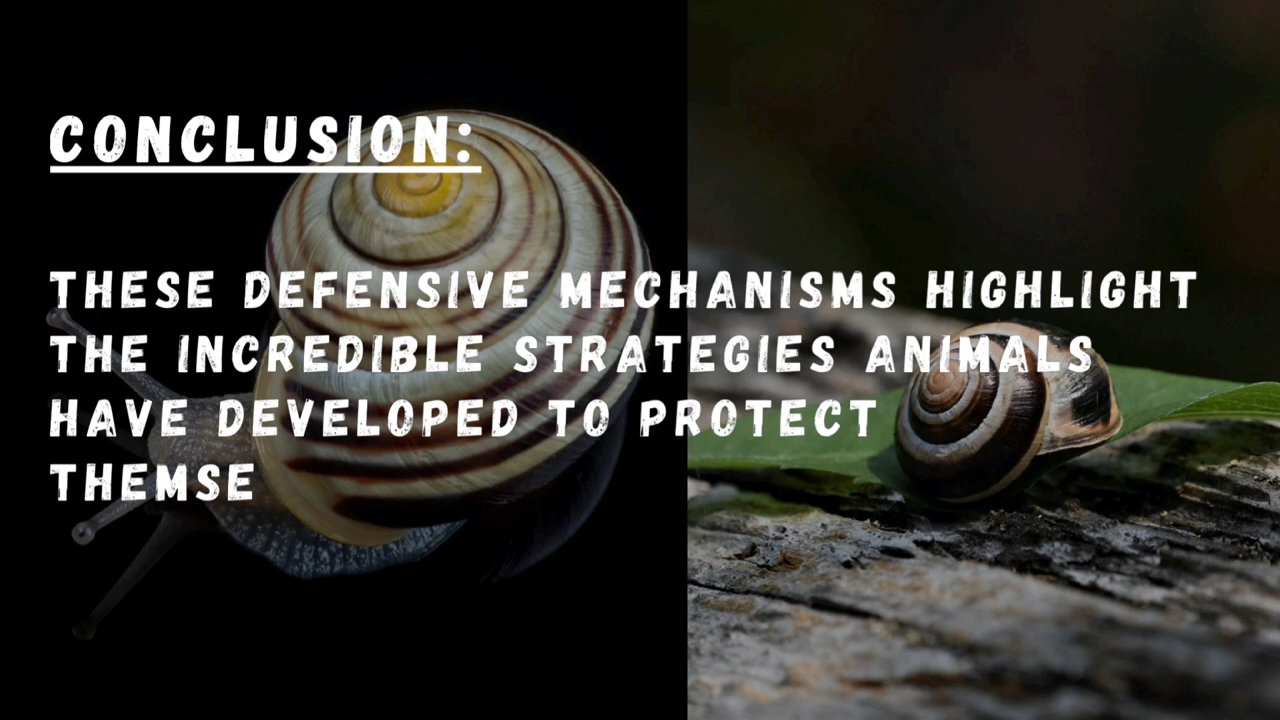 CONCLUSION:
THESE DEFENSIVE MECHANISMS HIGHLIGHT
THE INCREDIBLE STRATEGIES ANIMALS
HAVE DEVELOPED TO PROTECT
THEMSE